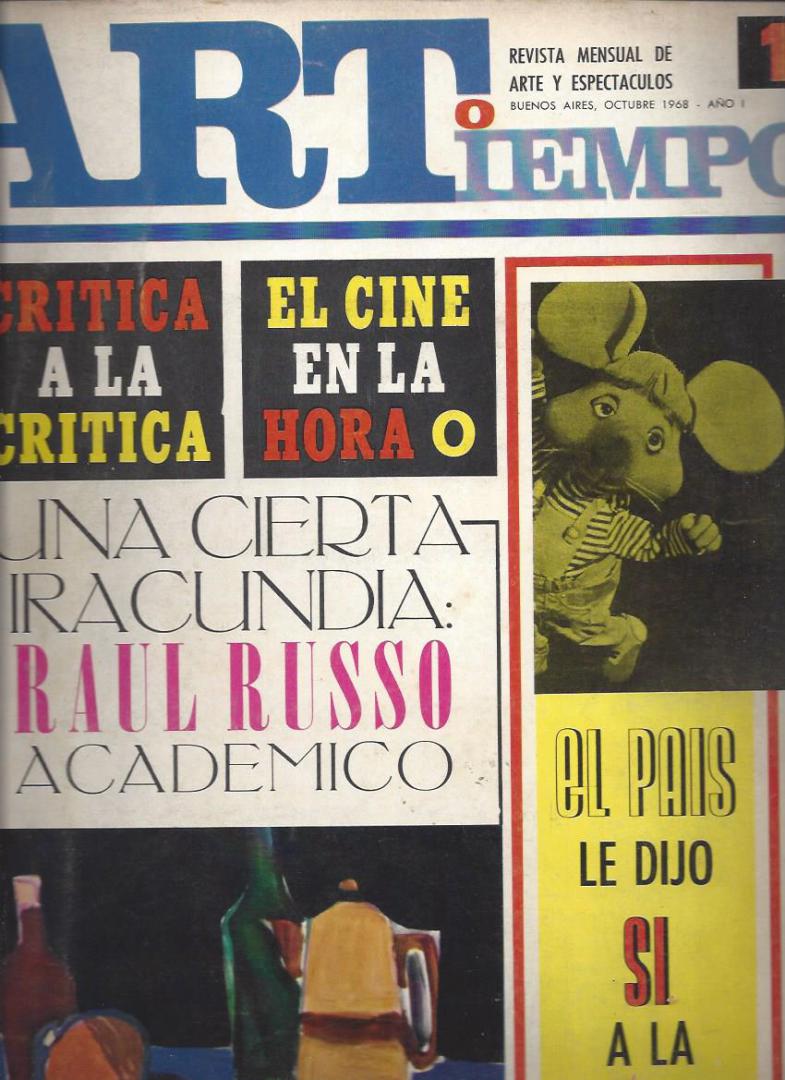 ART
o
iEMPO
REVISTA MENSUAL DE
ARTE Y ESPECTACULOS
BUENOS AIRES, OCTUBRE 1968 - AÑO I
1
CRITICA
A LA
CRITICA
EL CINE
EN LA
HORA O
UNA CIERTA
IRACUNDIA:
RAUL RUSSO
ACADEMICO
EL PAIS
LE DIJO
SI
A LA